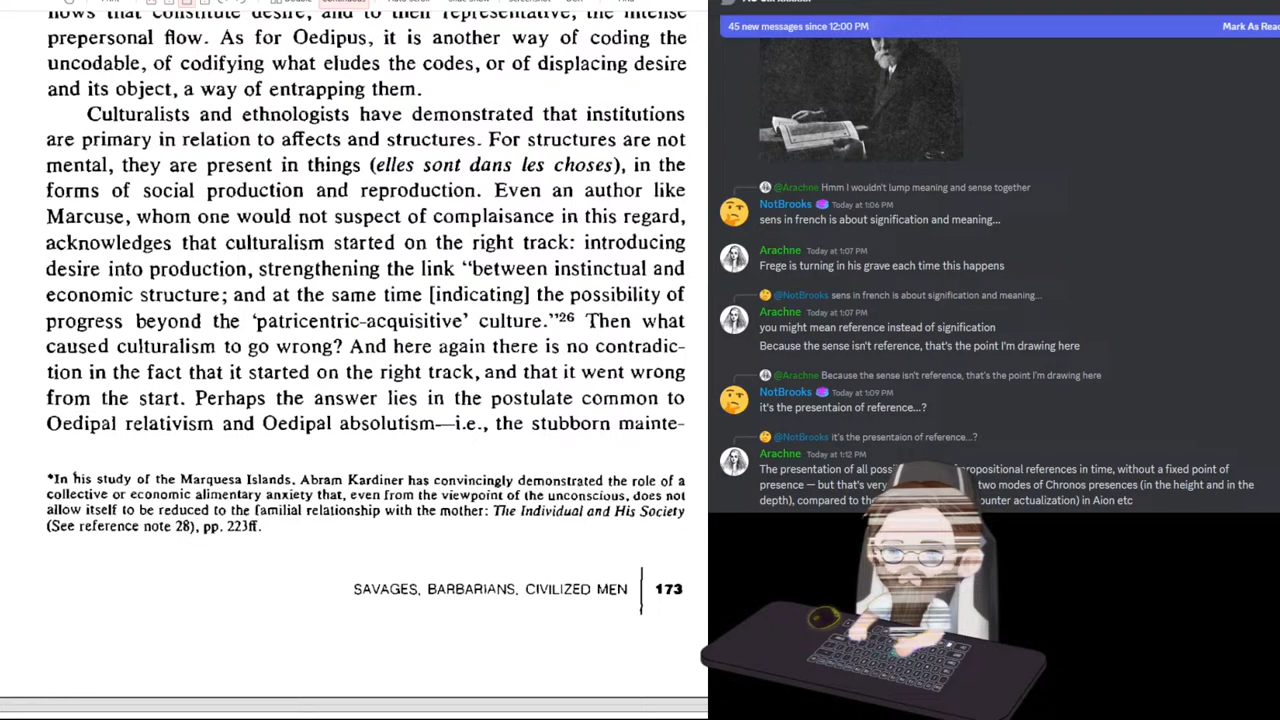 flows that constitute desire, and to their representative, the intense
prepersonal flow. As for Oedipus, it is another way of coding the
uncodable, of codifying what eludes the codes, or of displacing desire
and its object, a way of entrapping them.
Culturalists and ethnologists have demonstrated that institutions
are primary in relation to affects and structures. For structures are not
mental, they are present in things (elles sont dans les choses), in the
forms of social production and reproduction. Even an author like
Marcuse, whom one would not suspect of complaisance in this regard,
acknowledges that culturalism started on the right track: introducing
desire into production, strengthening the link “between instinctual and
economic structure; and at the same time [indicating] the possibility of
progress beyond the ‘patricentric-acquisitive’ culture.”26 Then what
caused culturalism to go wrong? And here again there is no contradic-
tion in the fact that it started on the right track, and that it went wrong
from the start. Perhaps the answer lies in the postulate common to
Oedipal relativism and Oedipal absolutism—i.e., the stubborn mainte-
*In his study of the Marquesa Islands, Abram Kardiner has convincingly demonstrated the role of a
collective or economic alimentary anxiety that, even from the viewpoint of the unconscious, does not
allow itself to be reduced to the familial relationship with the mother: The Individual and His Society
(See reference note 28), pp. 223ff.
SAVAGES, BARBARIANS, CIVILIZED MEN 173
45 new messages since 12:00 PM Mark As Read
@Arachne Hmm I wouldn't lump meaning and sense together
NotBrooks Today at 1:06 PM
sens in french is about signification and meaning...
Arachne Today at 1:07 PM
Frege is turning in his grave each time this happens
@NotBrooks sens in french is about signification and meaning...
Arachne Today at 1:07 PM
you might mean reference instead of signification
Because the sense isn't reference, that's the point I'm drawing here
@Arachne Because the sense isn't reference, that's the point I'm drawing here
NotBrooks Today at 1:09 PM
it's the presentaion of reference...?
@NotBrooks it's the presentaion of reference...?
Arachne Today at 1:12 PM
The presentation of all propositional references in time, without a fixed point of
presence — but that's very two modes of Chronos presences (in the height and in the
depth), compared to the actualization) in Aion etc